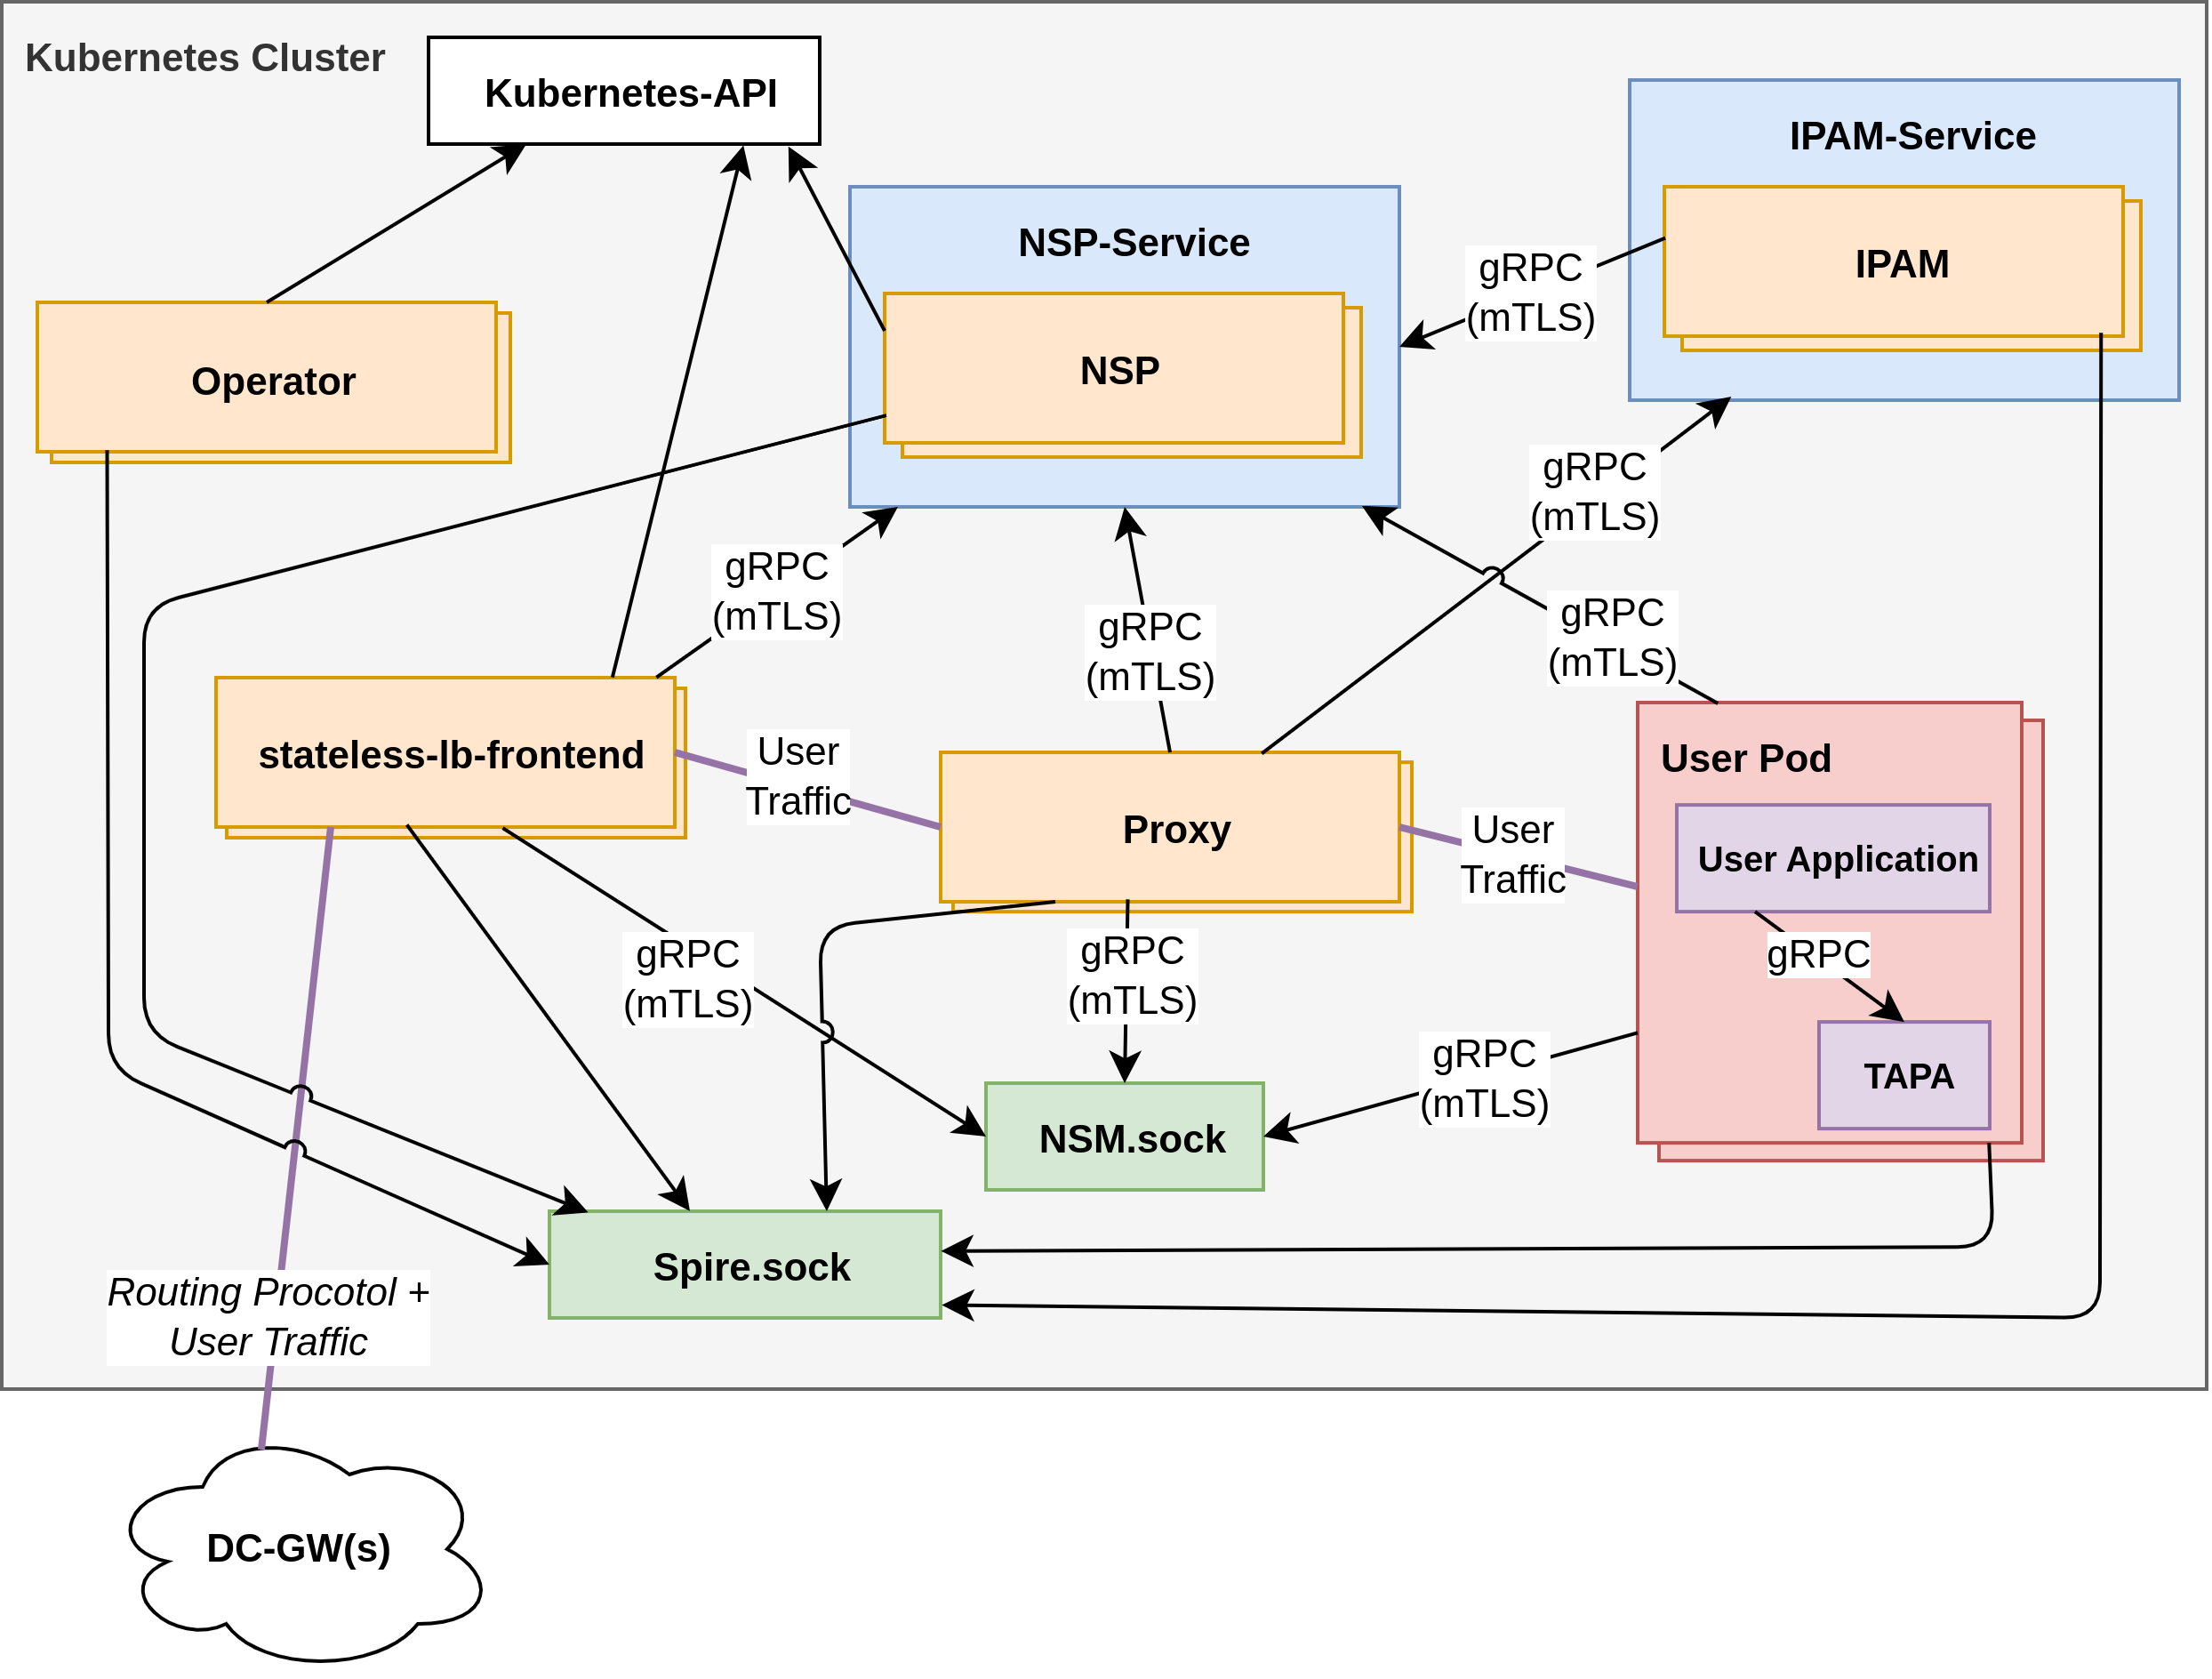 Kubernetes Cluster
Kubernetes-API
IPAM-Service
NSP-Service
IPAM
gRPC
(mTLS)
NSP
Operator
gRPC
(mTLS)
gRPC
(mTLS)
gRPC
(mTLS)
gRPC
(mTLS)
stateless-lb-frontend
User
Traffic
User Pod
Proxy
User
Traffic
User Application
gRPC
(mTLS)
gRPC
(mTLS)
gRPC
gRPC
(mTLS)
TAPA
NSM.sock
Spire.sock
Routing Procotol +
User Traffic
DC-GW(s)